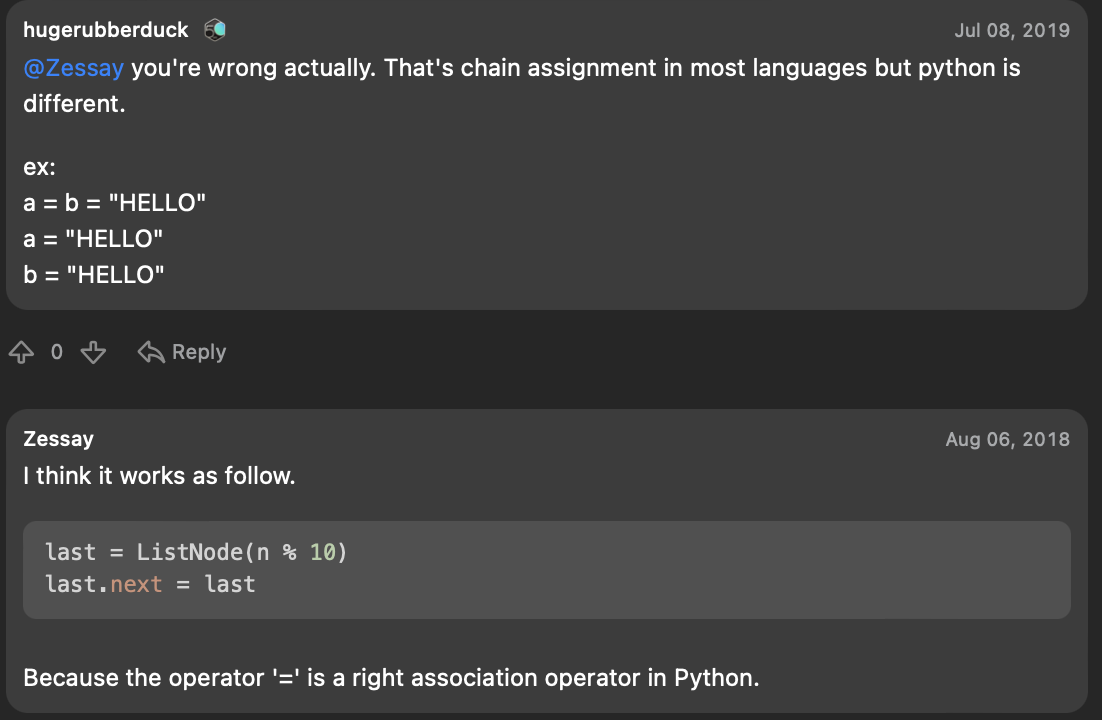 hugerubberduck Jul 08, 2019
@Zessay you're wrong actually. That's chain assignment in most languages but python is
different.
ex:
a = b = "HELLO"
a = "HELLO"
b = "HELLO"
0 Reply
Zessay Aug 06, 2018
I think it works as follow.
last = ListNode(n % 10)
last.next = last
Because the operator '=' is a right association operator in Python.